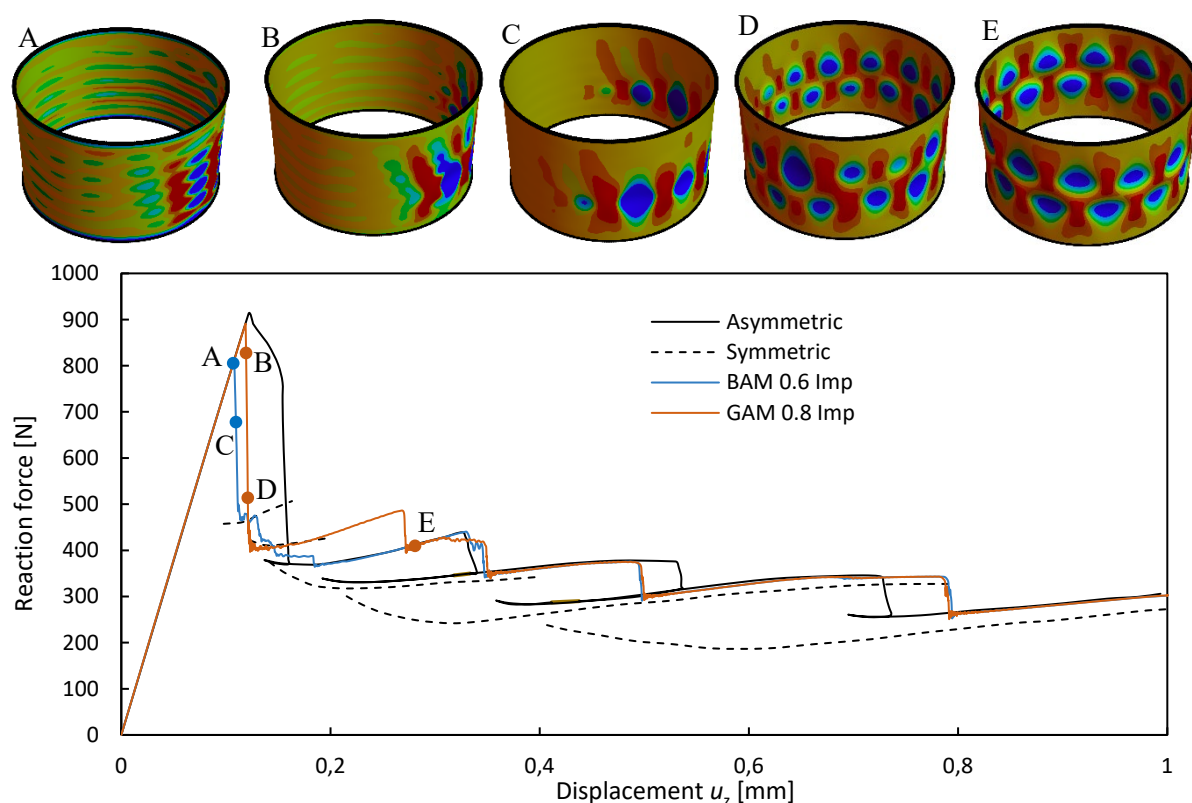 A
B
C
D
E
1000
900
800
700
600
500
400
300
200
100
0
Reaction force [N]
Asymmetric
Symmetric
BAM 0.6 Imp
GAM 0.8 Imp
A
B
C
D
E
0
0,2
0,4
0,6
0,8
1
Displacement uz [mm]